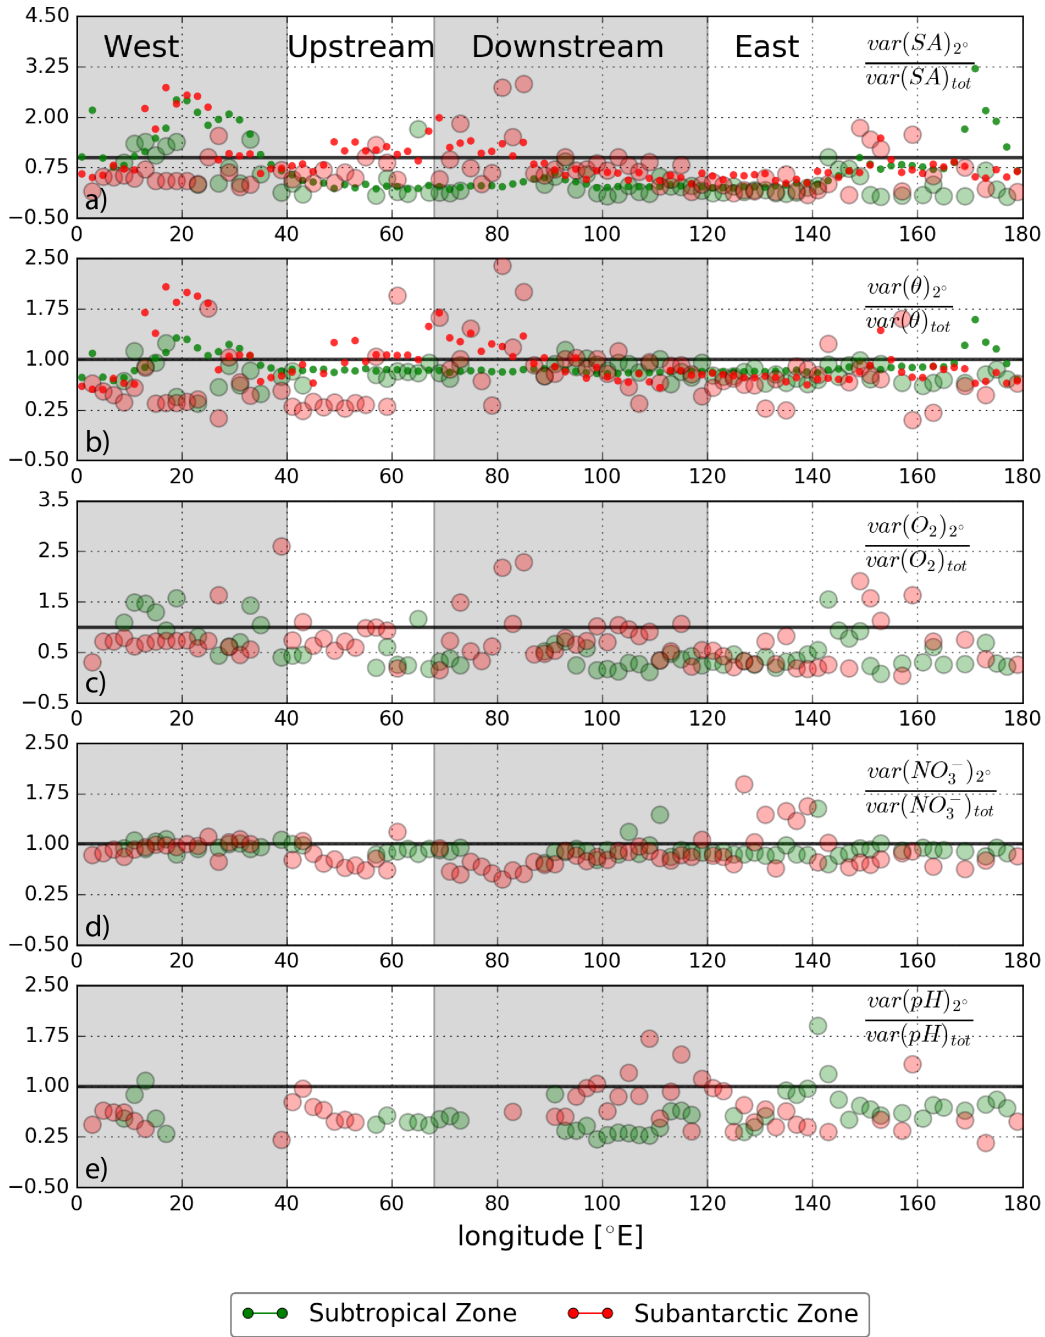 4.50
3.25
2.00
0.75
−0.50
West Upstream Downstream East
var(SA)2°
var(SA)tot
a)
0 20 40 60 80 100 120 140 160 180
2.50
1.75
1.00
0.25
−0.50
var(θ)2°
var(θ)tot
b)
0 20 40 60 80 100 120 140 160 180
3.5
2.5
1.5
0.5
−0.5
var(O2)2°
var(O2)tot
c)
0 20 40 60 80 100 120 140 160 180
2.50
1.75
1.00
0.25
−0.50
var(NO3−)2°
var(NO3−)tot
d)
0 20 40 60 80 100 120 140 160 180
2.50
1.75
1.00
0.25
−0.50
var(pH)2°
var(pH)tot
e)
0 20 40 60 80 100 120 140 160 180
longitude [°E]
Subtropical Zone Subantarctic Zone